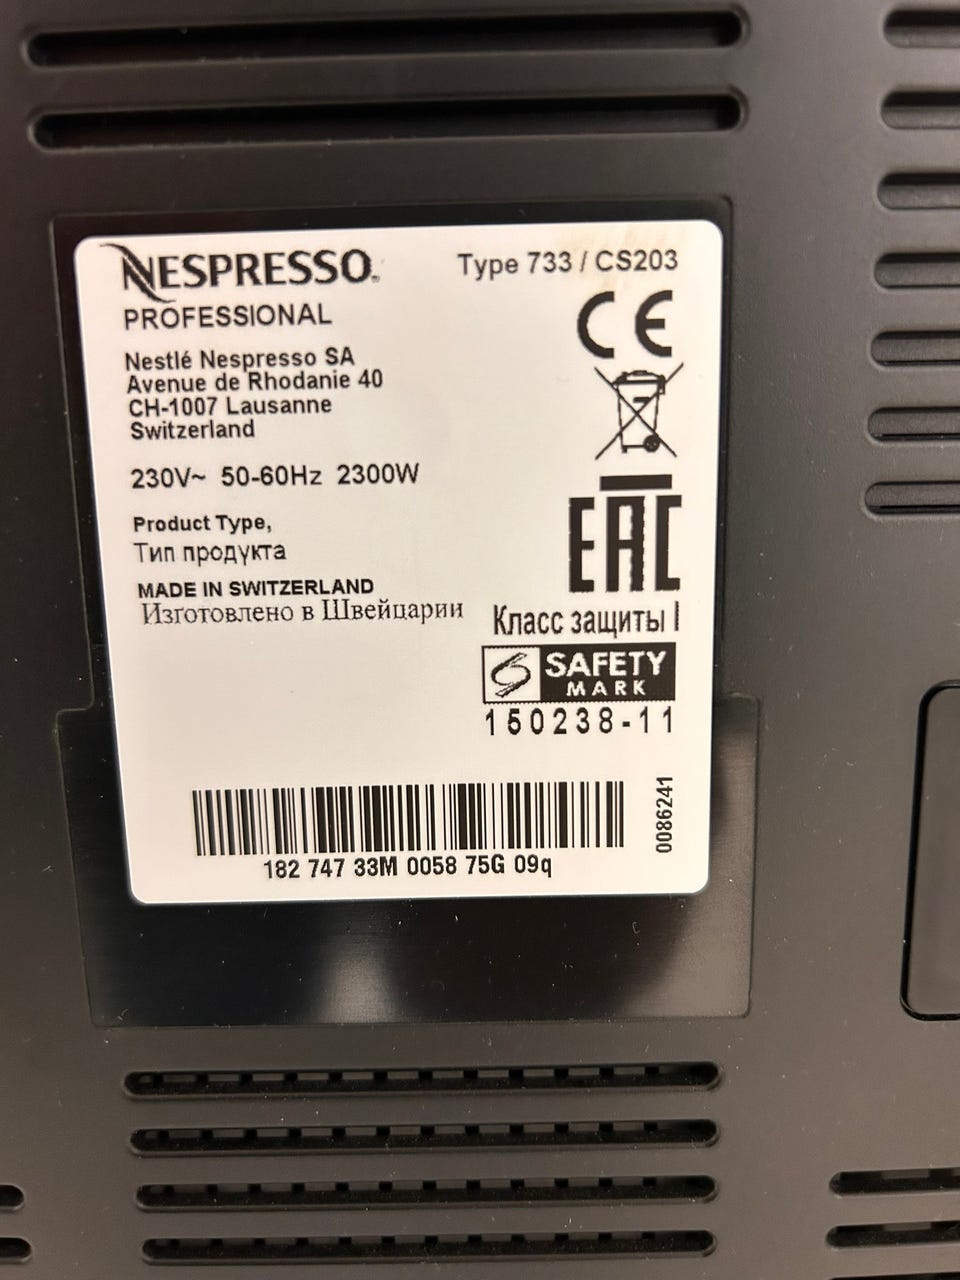 NESPRESSO
PROFESSIONAL
Type 733 / CS203
Nestlé Nespresso SA
Avenue de Rhodanie 40
CH-1007 Lausanne
Switzerland
230V~ 50-60Hz 2300W
Product Type,
Тип продукта
MADE IN SWITZERLAND
Изготовлено в Швейцарии
CE
EAC
Класс защиты I
SAFETY
MARK
150238-11
0086241
182 747 33M 0058 75G 09q